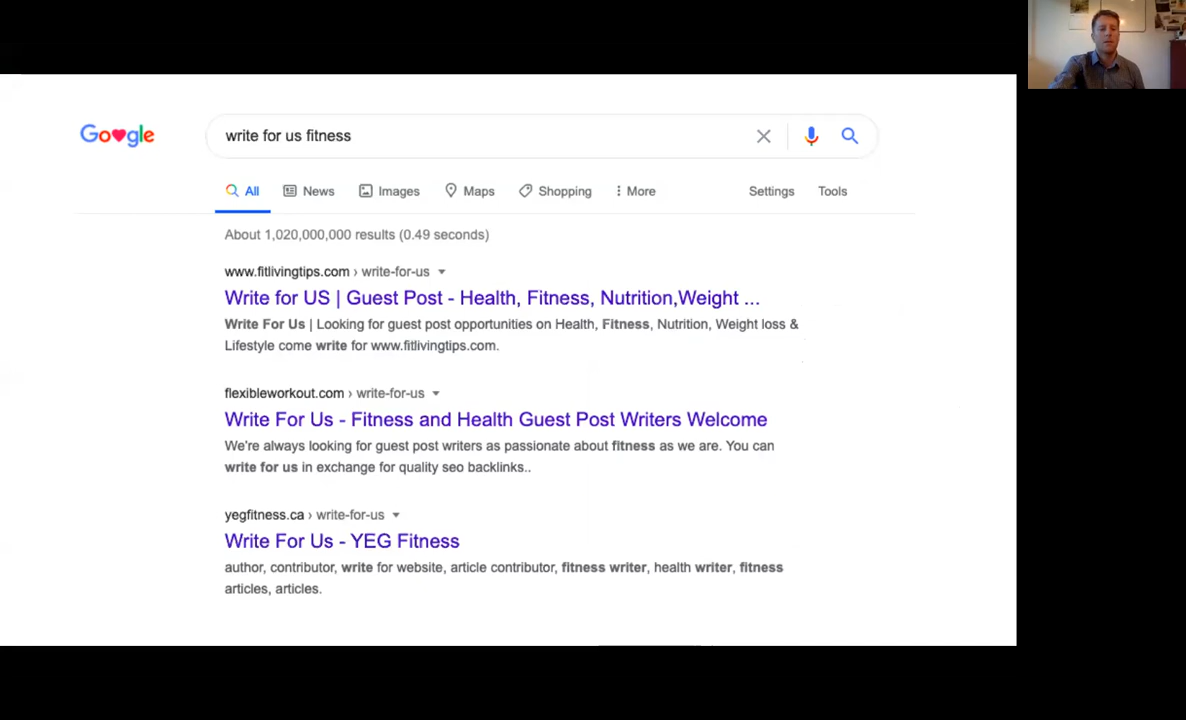 Google
write for us fitness
All News Images Maps Shopping More Settings Tools
About 1,020,000,000 results (0.49 seconds)
www.fitlivingtips.com › write-for-us
Write for US | Guest Post - Health, Fitness, Nutrition,Weight ...
Write For Us | Looking for guest post opportunities on Health, Fitness, Nutrition, Weight loss &
Lifestyle come write for www.fitlivingtips.com.
flexibleworkout.com › write-for-us
Write For Us - Fitness and Health Guest Post Writers Welcome
We're always looking for guest post writers as passionate about fitness as we are. You can
write for us in exchange for quality seo backlinks..
yegfitness.ca › write-for-us
Write For Us - YEG Fitness
author, contributor, write for website, article contributor, fitness writer, health writer, fitness
articles, articles.